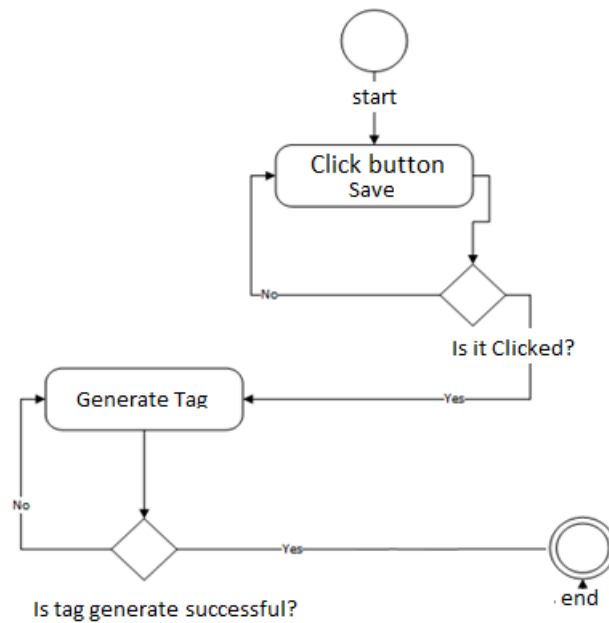 start
Click button
Save
No
Is it Clicked?
Yes
Generate Tag
No
Yes
Is tag generate successful?
end